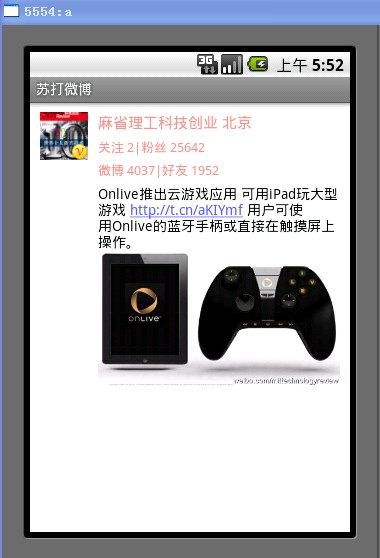 5554:a
3G
上午 5:52
苏打微博
麻省理工科技创业 北京
关注 2|粉丝 25642
微博 4037|好友 1952
Onlive推出云游戏应用 可用iPad玩大型
游戏 http://t.cn/aKIYmf 用户可使
用Onlive的蓝牙手柄或直接在触摸屏上
操作。
onLIVE
weibo.com/mittechnologyreview